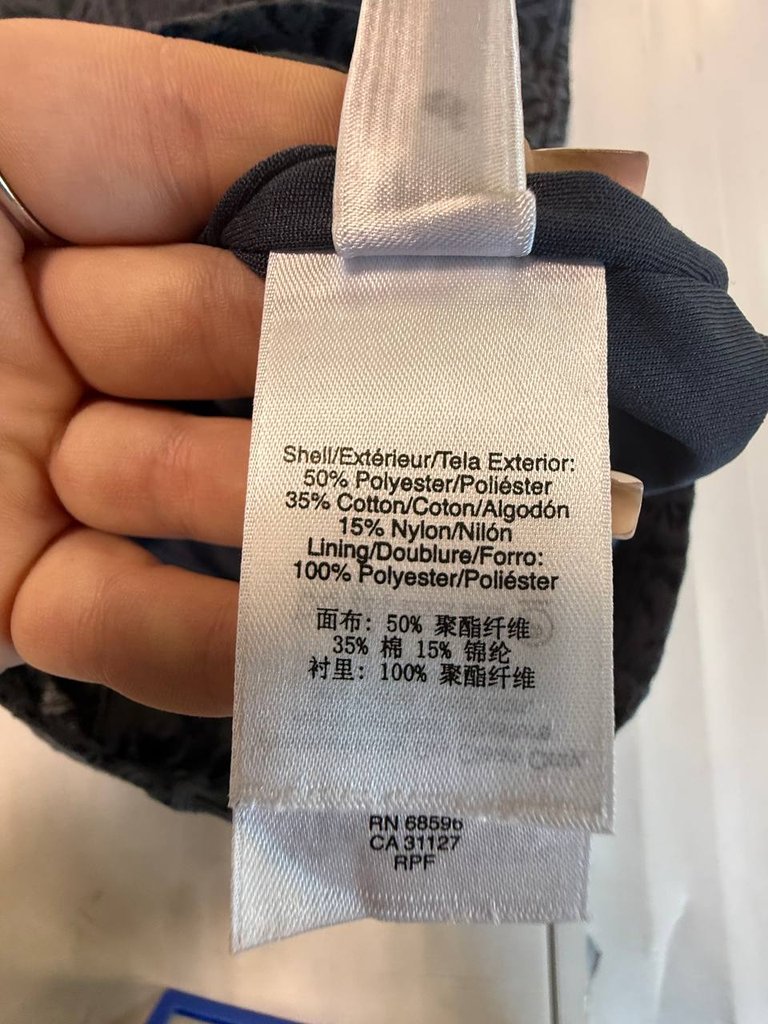 Shell/Extérieur/Tela Exterior:
50% Polyester/Poliéster
35% Cotton/Coton/Algodón
15% Nylon/Nilón
Lining/Doublure/Forro:
100% Polyester/Poliéster
面布: 50% 聚酯纤维
35% 棉 15% 锦纶
衬里: 100% 聚酯纤维
RN 68596
CA 31127
RPF